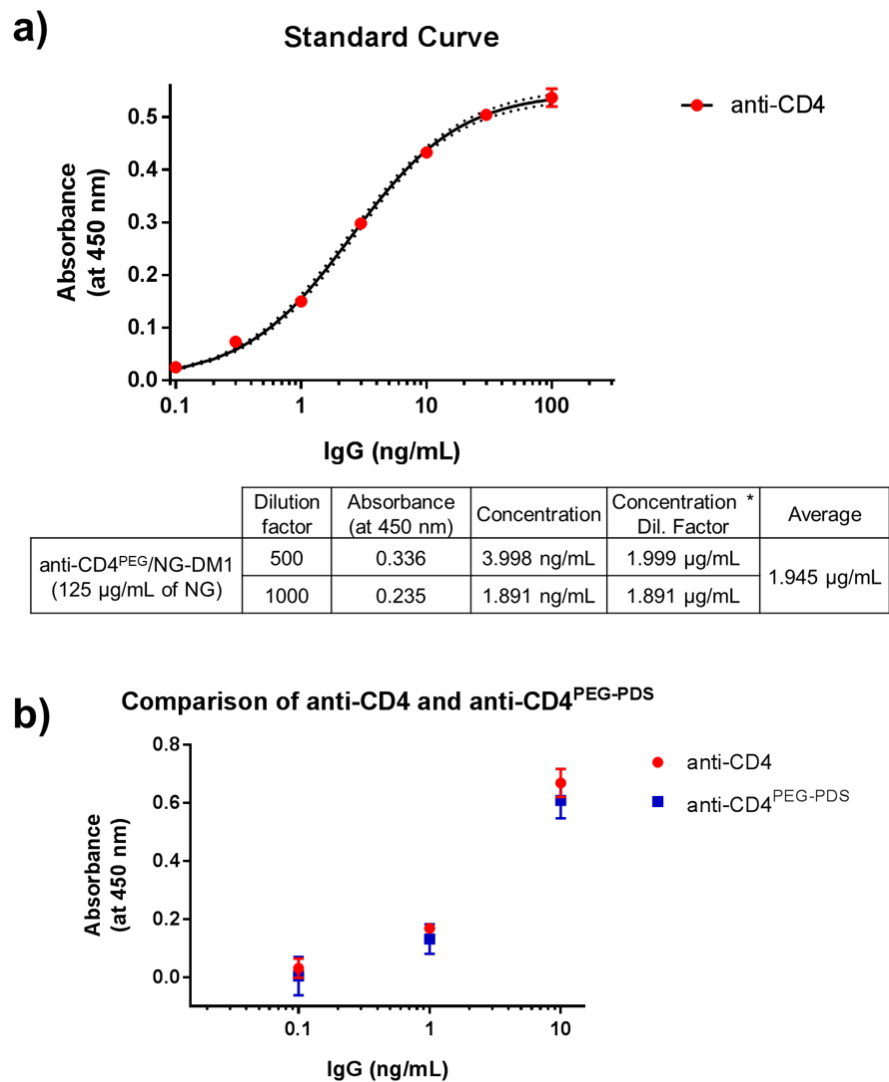 a)
Standard Curve
Absorbance
(at 450 nm)
0.5
0.4
0.3
0.2
0.1
0.0
0.1 1 10 100
IgG (ng/mL)
anti-CD4
Dilution factor Absorbance (at 450 nm) Concentration Concentration * Dil. Factor Average
anti-CD4PEG/NG-DM1 (125 µg/mL of NG)
500 0.336 3.998 ng/mL 1.999 µg/mL
1000 0.235 1.891 ng/mL 1.891 µg/mL
1.945 µg/mL
b)
Comparison of anti-CD4 and anti-CD4PEG-PDS
Absorbance
(at 450 nm)
0.8
0.6
0.4
0.2
0.0
0.1 1 10
IgG (ng/mL)
anti-CD4
anti-CD4PEG-PDS